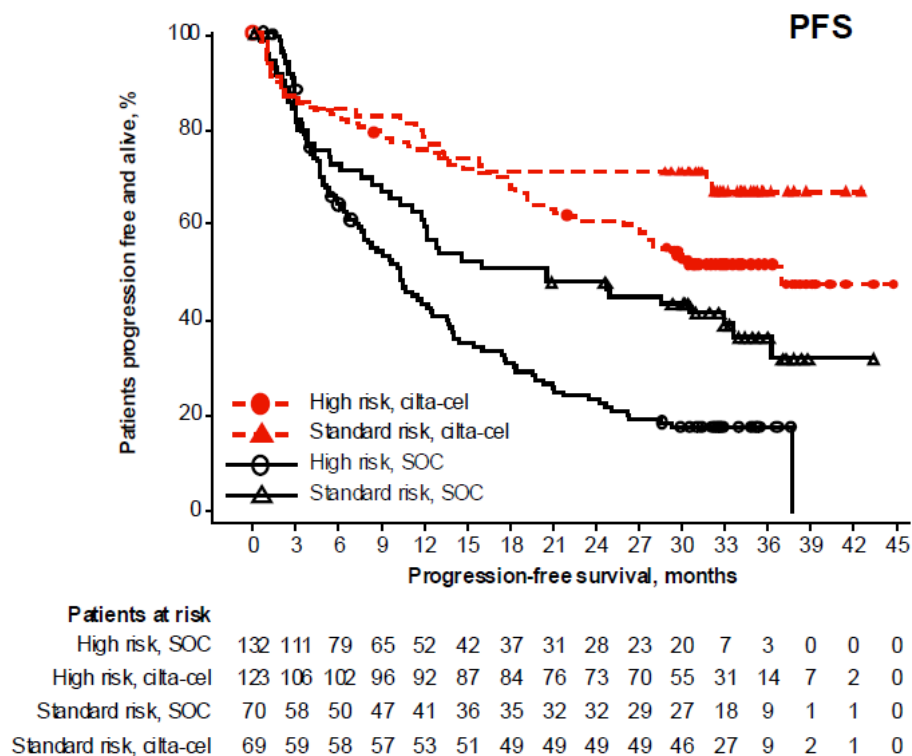 PFS
Patients progression free and alive, %
100
80
60
40
20
0
High risk, cilta-cel
Standard risk, cilta-cel
High risk, SOC
Standard risk, SOC
0 3 6 9 12 15 18 21 24 27 30 33 36 39 42 45
Progression-free survival, months
Patients at risk
High risk, SOC 132 111 79 65 52 42 37 31 28 23 20 7 3 0 0 0
High risk, cilta-cel 123 106 102 96 92 87 84 76 73 70 55 31 14 7 2 0
Standard risk, SOC 70 58 50 47 41 36 35 32 32 29 27 18 9 1 1 0
Standard risk, cilta-cel 69 59 58 57 53 51 49 49 49 49 46 27 9 2 1 0